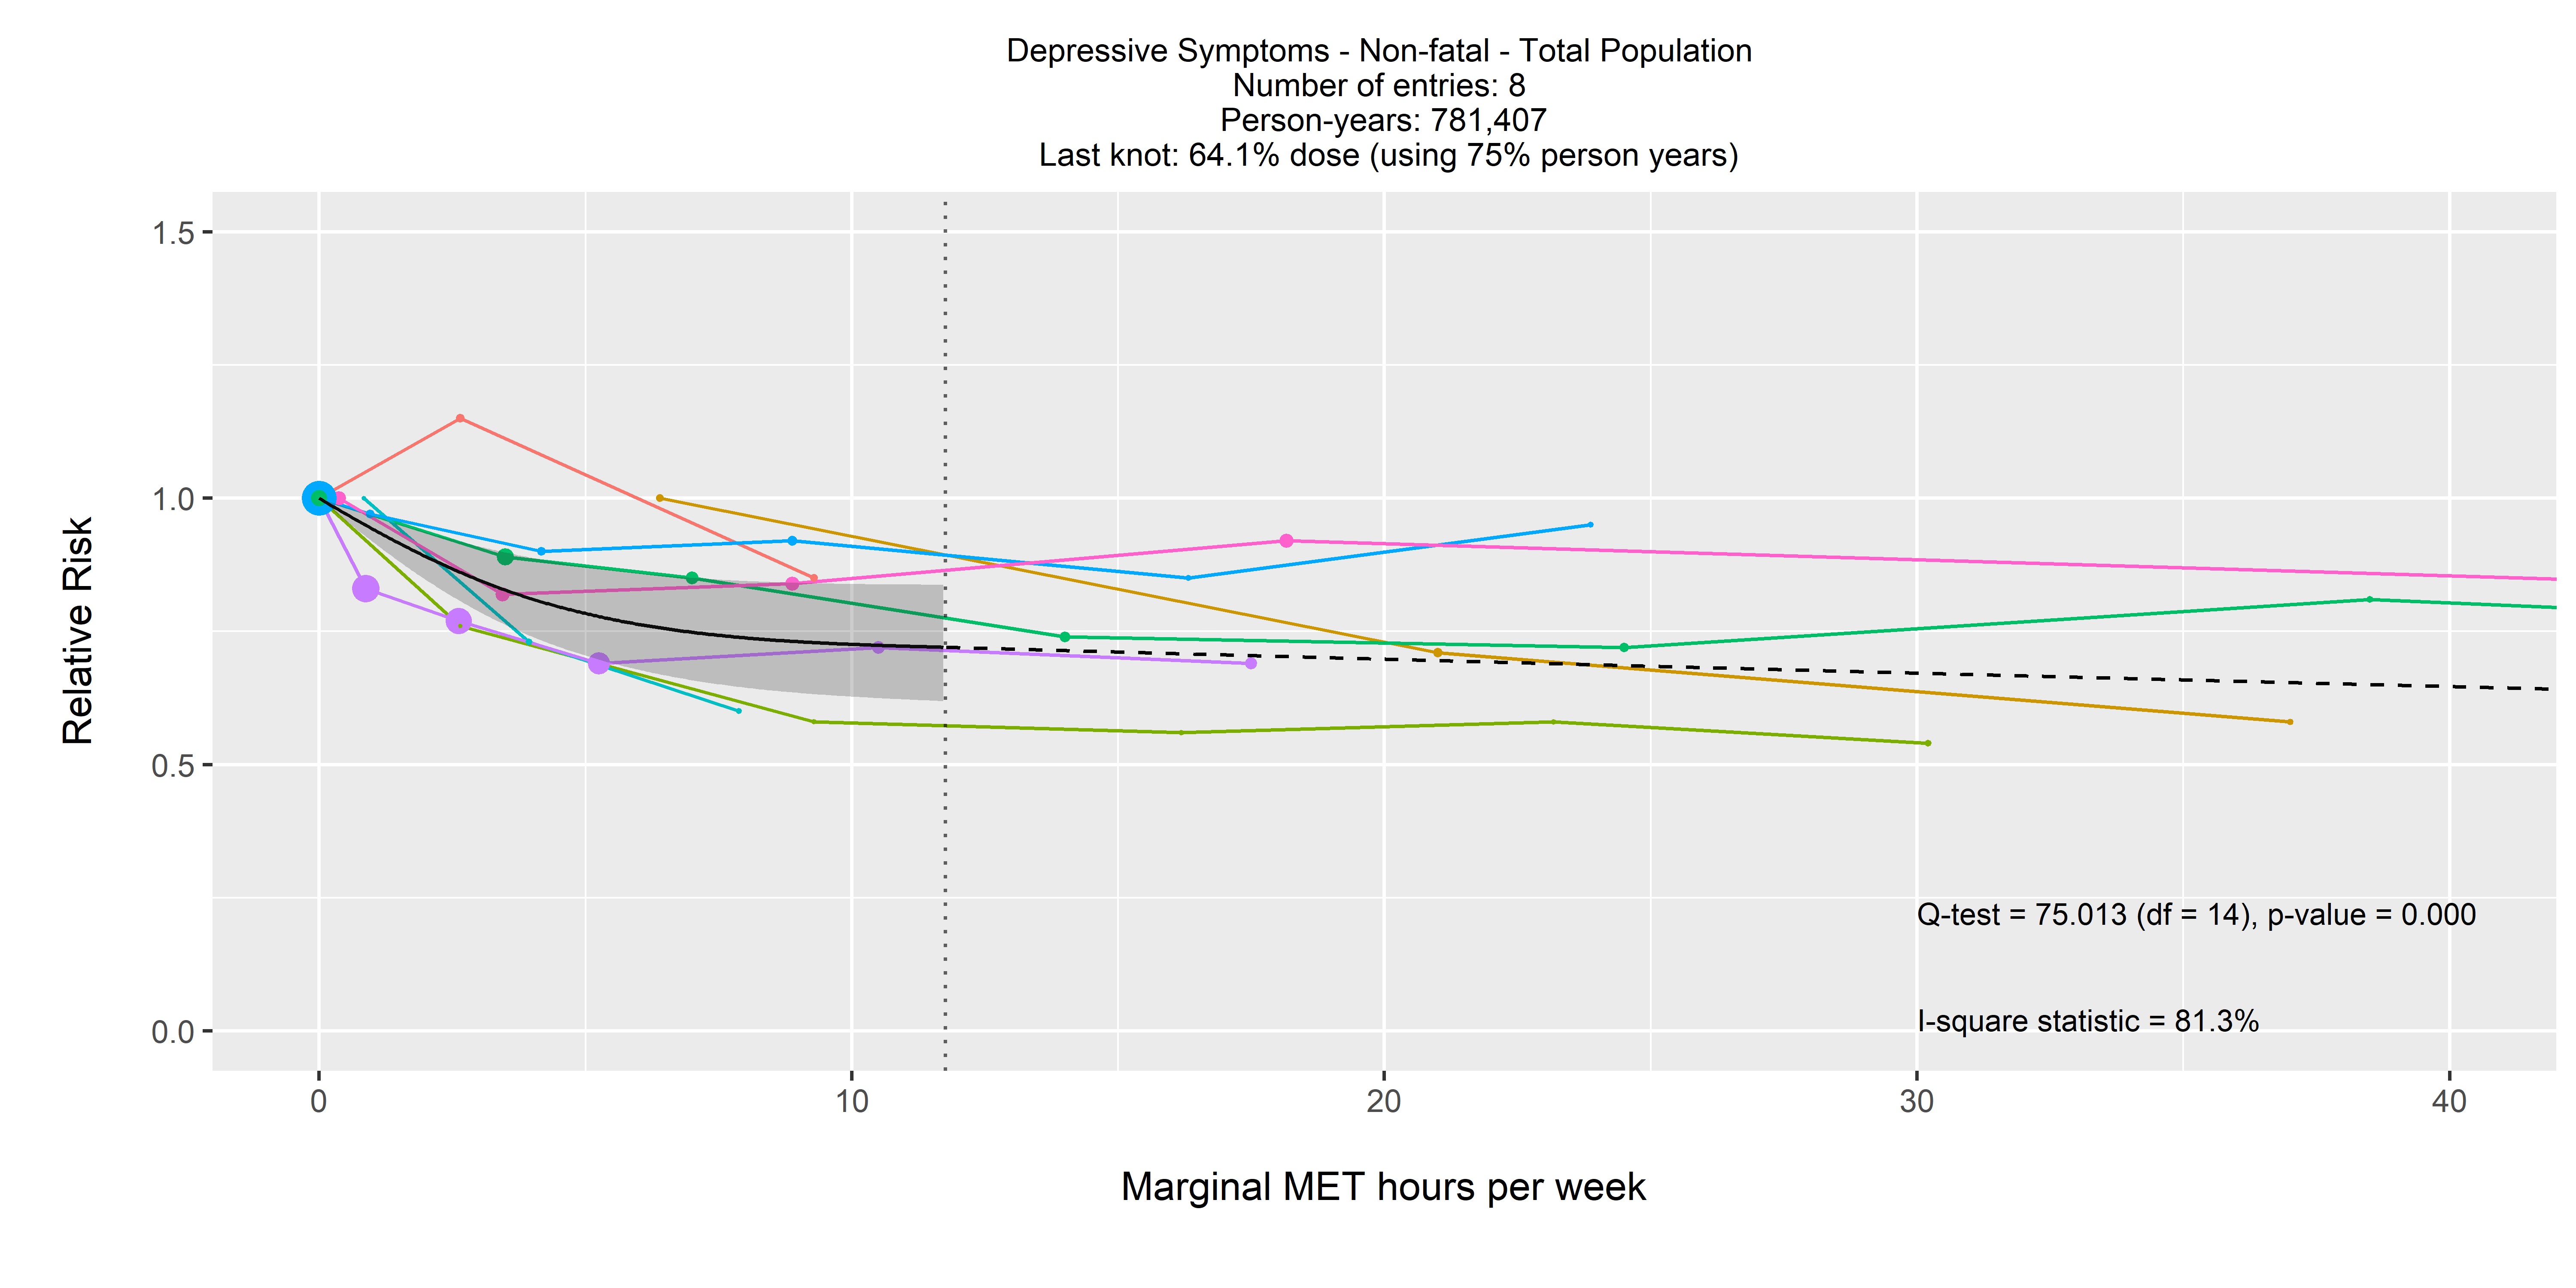 Depressive Symptoms - Non-fatal - Total Population
Number of entries: 8
Person-years: 781,407
Last knot: 64.1% dose (using 75% person years)
1.5
1.0
0.5
0.0
Relative Risk
Q-test = 75.013 (df = 14), p-value = 0.000
I-square statistic = 81.3%
0 10 20 30 40
Marginal MET hours per week